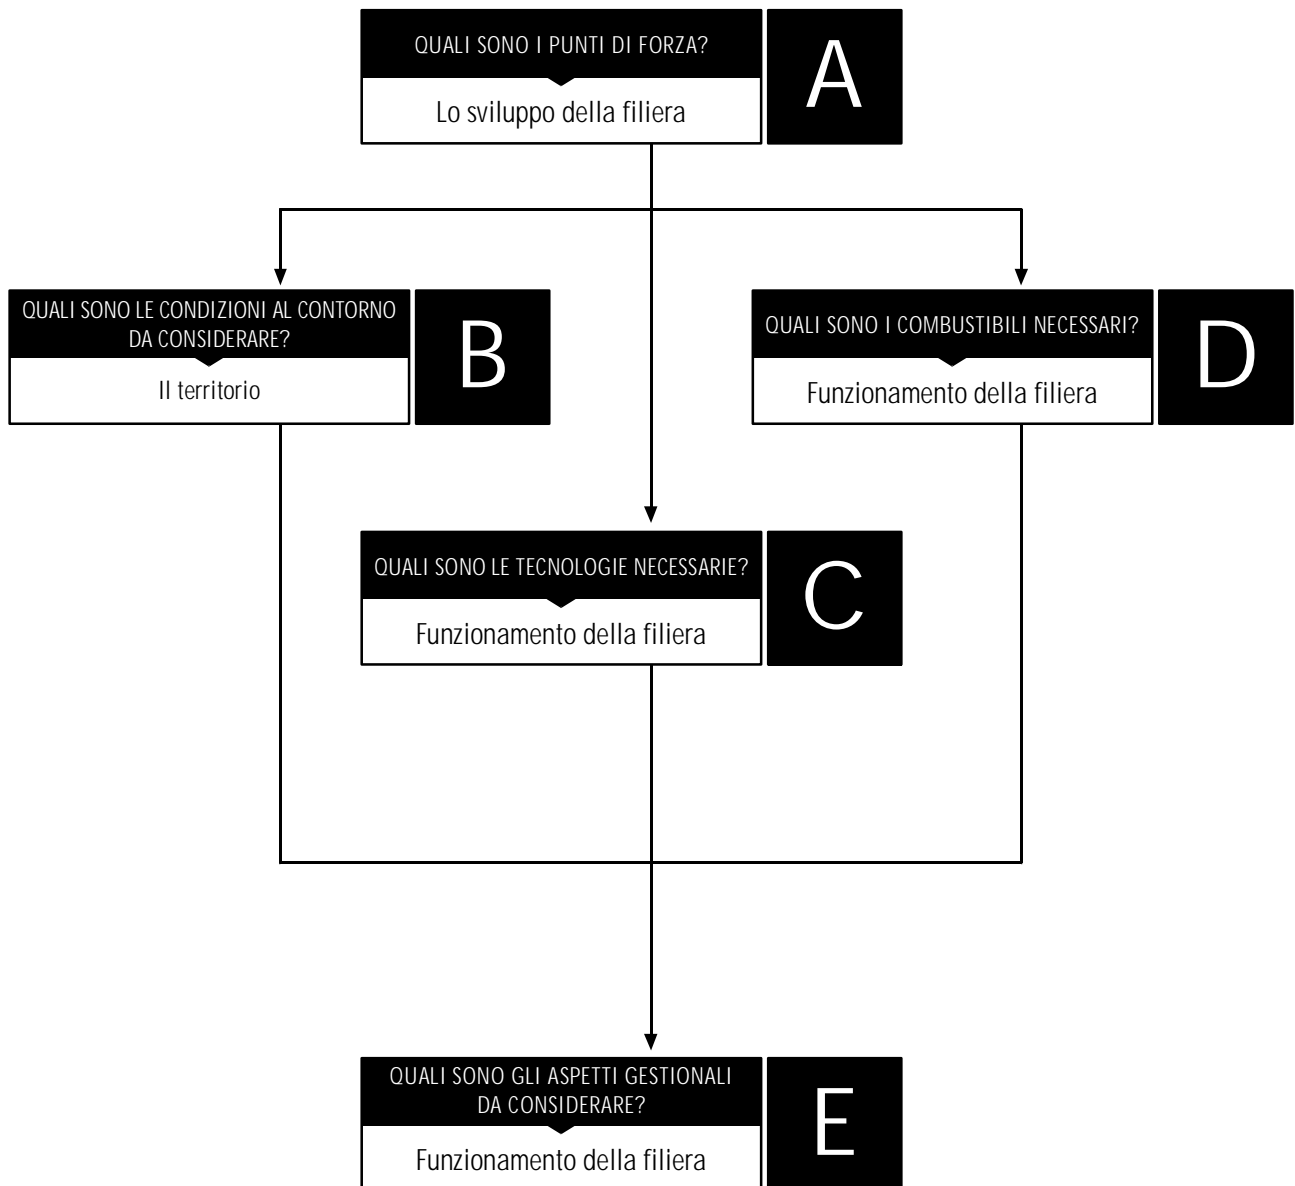 QUALI SONO I PUNTI DI FORZA?
Lo sviluppo della filiera
A
QUALI SONO LE CONDIZIONI AL CONTORNO
DA CONSIDERARE?
Il territorio
B
QUALI SONO I COMBUSTIBILI NECESSARI?
Funzionamento della filiera
D
QUALI SONO LE TECNOLOGIE NECESSARIE?
Funzionamento della filiera
C
QUALI SONO GLI ASPETTI GESTIONALI
DA CONSIDERARE?
Funzionamento della filiera
E